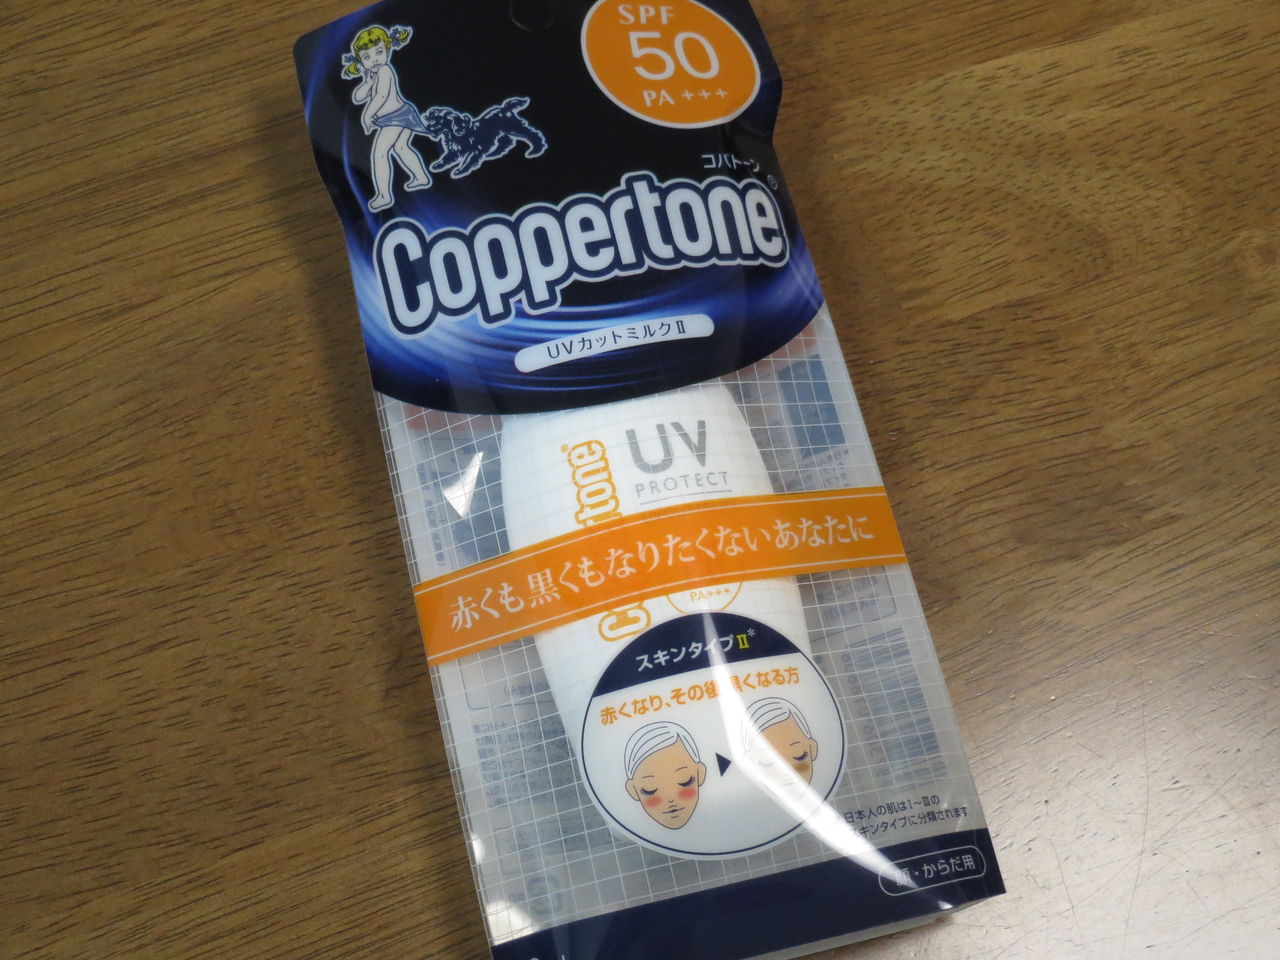 SPF
50
PA+++
コパトーン
Coppertone®
UVカットミルクⅡ
UV
PROTECT
tone®
赤くも黒くもなりたくないあなたに
C
PA+++
スキンタイプⅡ*
赤くなり、その後黒くなる方
日本人の肌はⅠ〜Ⅲの
スキンタイプに分類されます
顔・からだ用